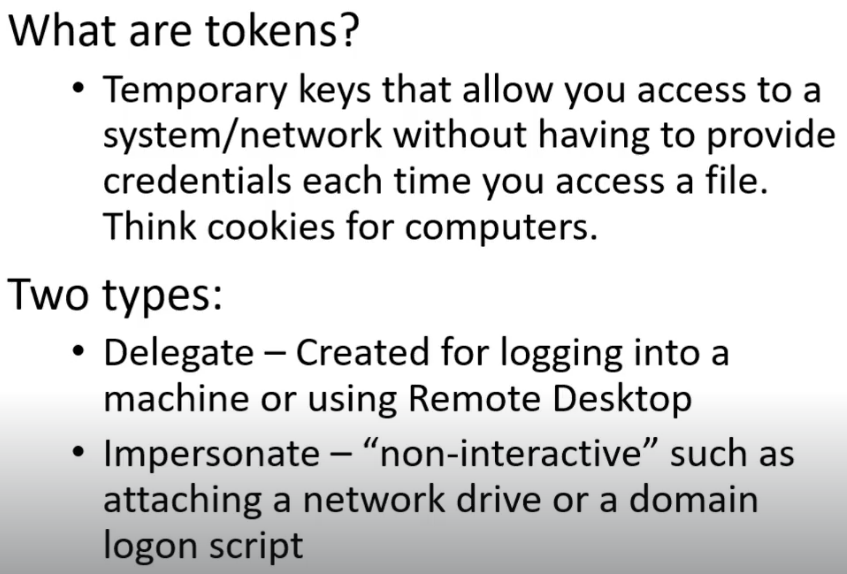 What are tokens?
• Temporary keys that allow you access to a
system/network without having to provide
credentials each time you access a file.
Think cookies for computers.
Two types:
• Delegate – Created for logging into a
machine or using Remote Desktop
• Impersonate – “non-interactive” such as
attaching a network drive or a domain
logon script